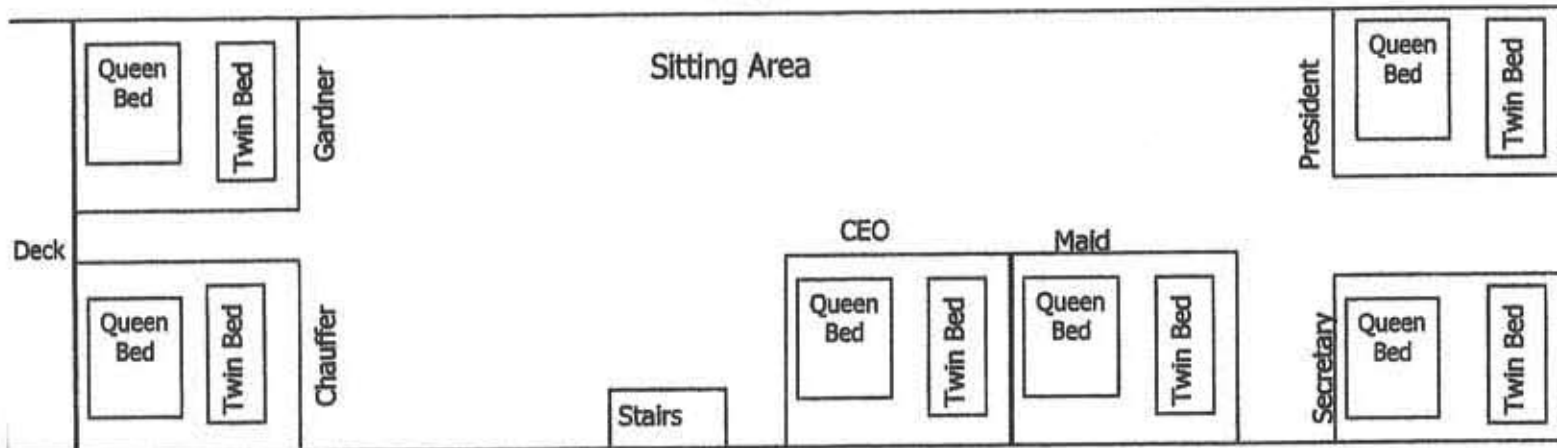 Queen
Bed
Twin Bed
Gardner
Sitting Area
President
Queen
Bed
Twin Bed
Deck
Queen
Bed
Twin Bed
Chauffer
Stairs
CEO
Queen
Bed
Twin Bed
Maid
Queen
Bed
Twin Bed
Secretary
Queen
Bed
Twin Bed